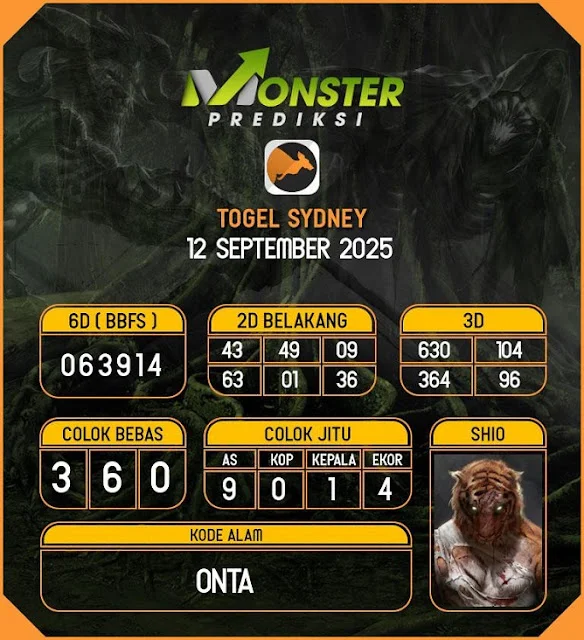 MONSTER
PREDIKSI
TOGEL SYDNEY
12 SEPTEMBER 2025
6D ( BBFS )
063914
2D BELAKANG
43 49 09
63 01 36
3D
630 104
364 96
COLOK BEBAS
3 6 0
COLOK JITU
AS KOP KEPALA EKOR
9 0 1 4
SHIO
KODE ALAM
ONTA